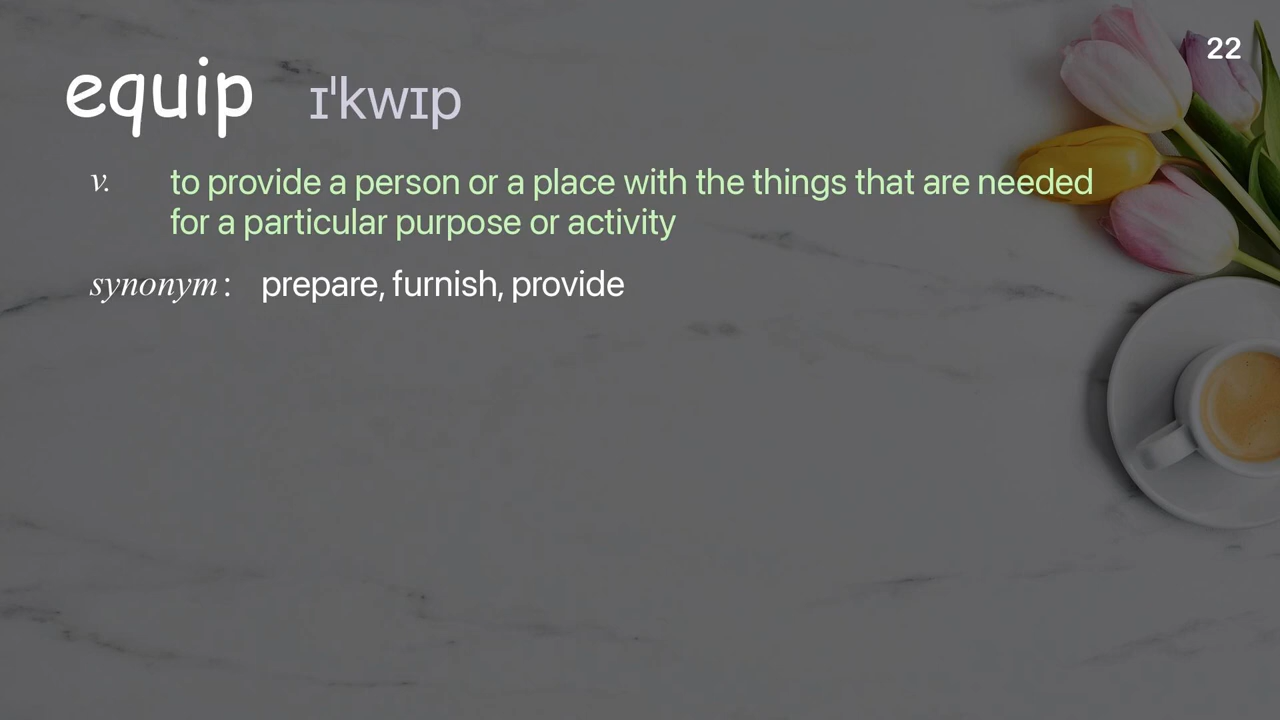 22
equip ɪˈkwɪp
v. to provide a person or a place with the things that are needed
for a particular purpose or activity
synonym: prepare, furnish, provide